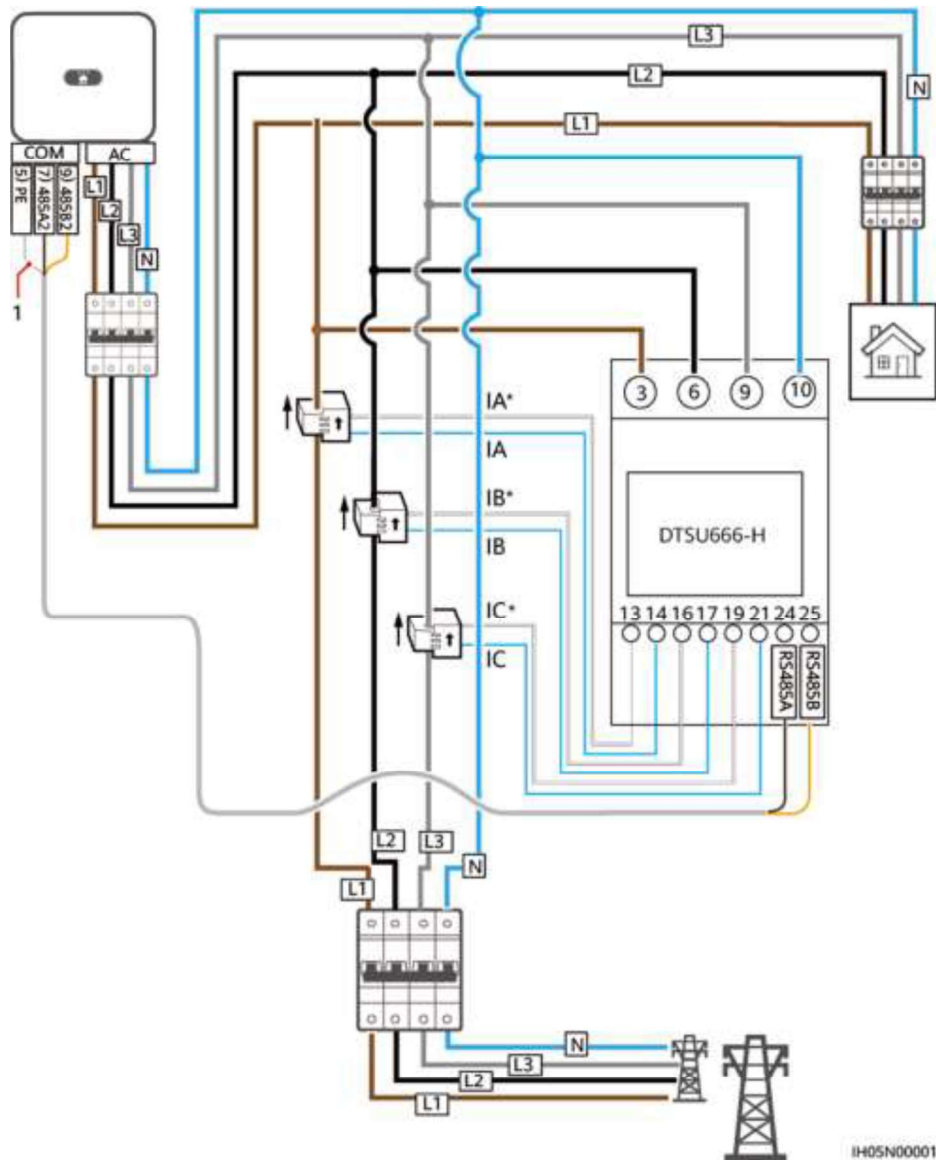 L3
L2
N
L1
COM AC
5) PE
7) 485A2
9) 485B2
L1
L2
L3
N
1
3 6 9 10
IA*
IA
IB*
IB
IC*
IC
DTSU666-H
13 14 16 17 19 21 24 25
RS485A
RS485B
L2 L3
N
L1
N
L3
L2
L1
IH05N00001